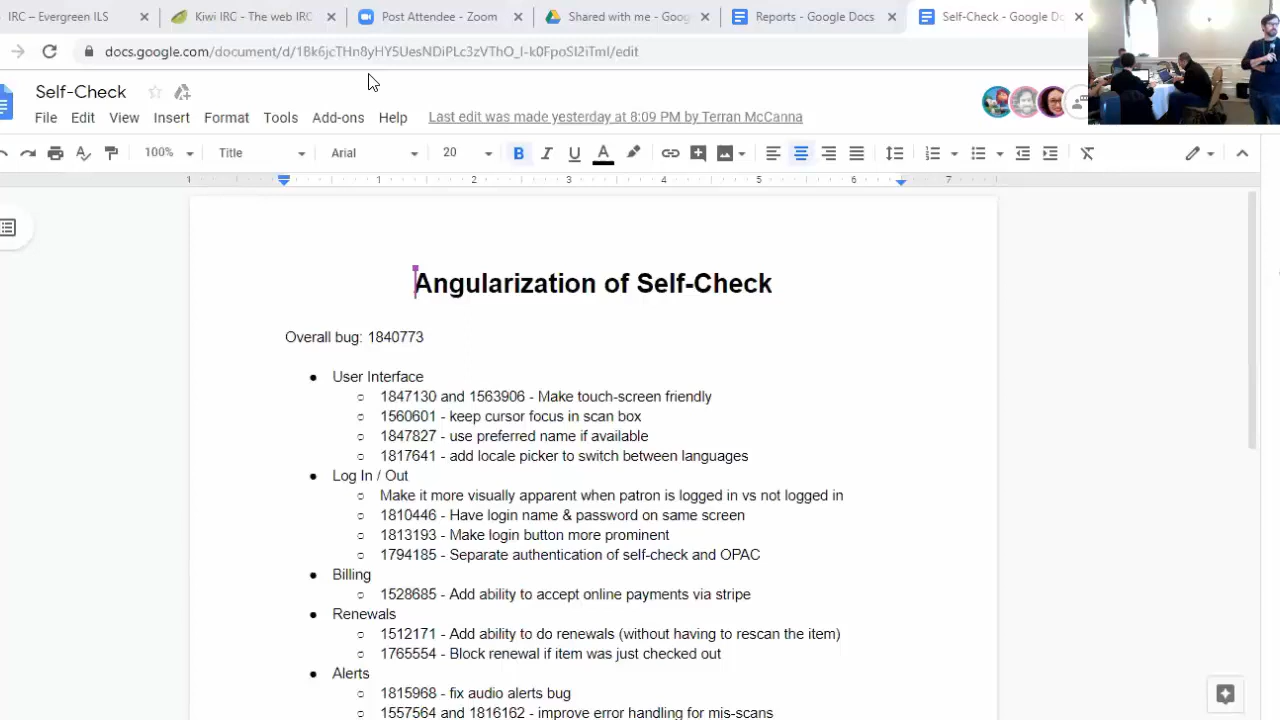 IRC – Evergreen ILS
Kiwi IRC - The web IRC
Post Attendee - Zoom
Shared with me - Goog
Reports - Google Docs
Self-Check - Google Do
docs.google.com/document/d/1Bk6jcTHn8yHY5UesNDiPLc3zVThO_I-k0FpoSI2iTmI/edit
Self-Check
File Edit View Insert Format Tools Add-ons Help Last edit was made yesterday at 8:09 PM by Terran McCanna
100% Title Arial 20 B I U A
1 1 2 3 4 5 6 7
Angularization of Self-Check
Overall bug: 1840773
● User Interface
○ 1847130 and 1563906 - Make touch-screen friendly
○ 1560601 - keep cursor focus in scan box
○ 1847827 - use preferred name if available
○ 1817641 - add locale picker to switch between languages
● Log In / Out
○ Make it more visually apparent when patron is logged in vs not logged in
○ 1810446 - Have login name & password on same screen
○ 1813193 - Make login button more prominent
○ 1794185 - Separate authentication of self-check and OPAC
● Billing
○ 1528685 - Add ability to accept online payments via stripe
● Renewals
○ 1512171 - Add ability to do renewals (without having to rescan the item)
○ 1765554 - Block renewal if item was just checked out
● Alerts
○ 1815968 - fix audio alerts bug
○ 1557564 and 1816162 - improve error handling for mis-scans